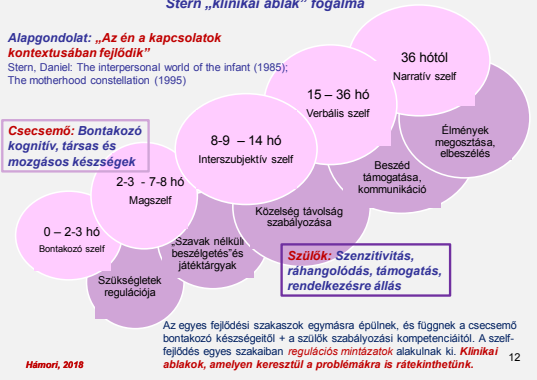 Stern „klinikai ablak” fogalma
Alapgondolat: „Az én a kapcsolatok
kontextusában fejlődik”
Stern, Daniel: The interpersonal world of the infant (1985);
The motherhood constellation (1995)
36 hótól
Narratív szelf
15 – 36 hó
Verbális szelf
Csecsemő: Bontakozó
kognitív, társas és
mozgásos készségek
8-9 – 14 hó
Interszubjektív szelf
Élmények
megosztása,
elbeszélés
2-3 - 7-8 hó
Magszelf
Beszéd
támogatása,
kommunikáció
0 – 2-3 hó
Bontakozó szelf
Közelség távolság
szabályozása
„Szavak nélküli
beszélgetés”és
játéktárgyak
Szükségletek
regulációja
Szülők: Szenzitivitás,
ráhangolódás, támogatás,
rendelkezésre állás
Az egyes fejlődési szakaszok egymásra épülnek, és függnek a csecsemő
bontakozó készségeitől + a szülők szabályozási kompetenciáitól. A szelf-
fejlődés egyes szakaiban regulációs mintázatok alakulnak ki. Klinikai
ablakok, amelyen keresztül a problémákra is rátekinthetünk.
Hámori, 2018
12